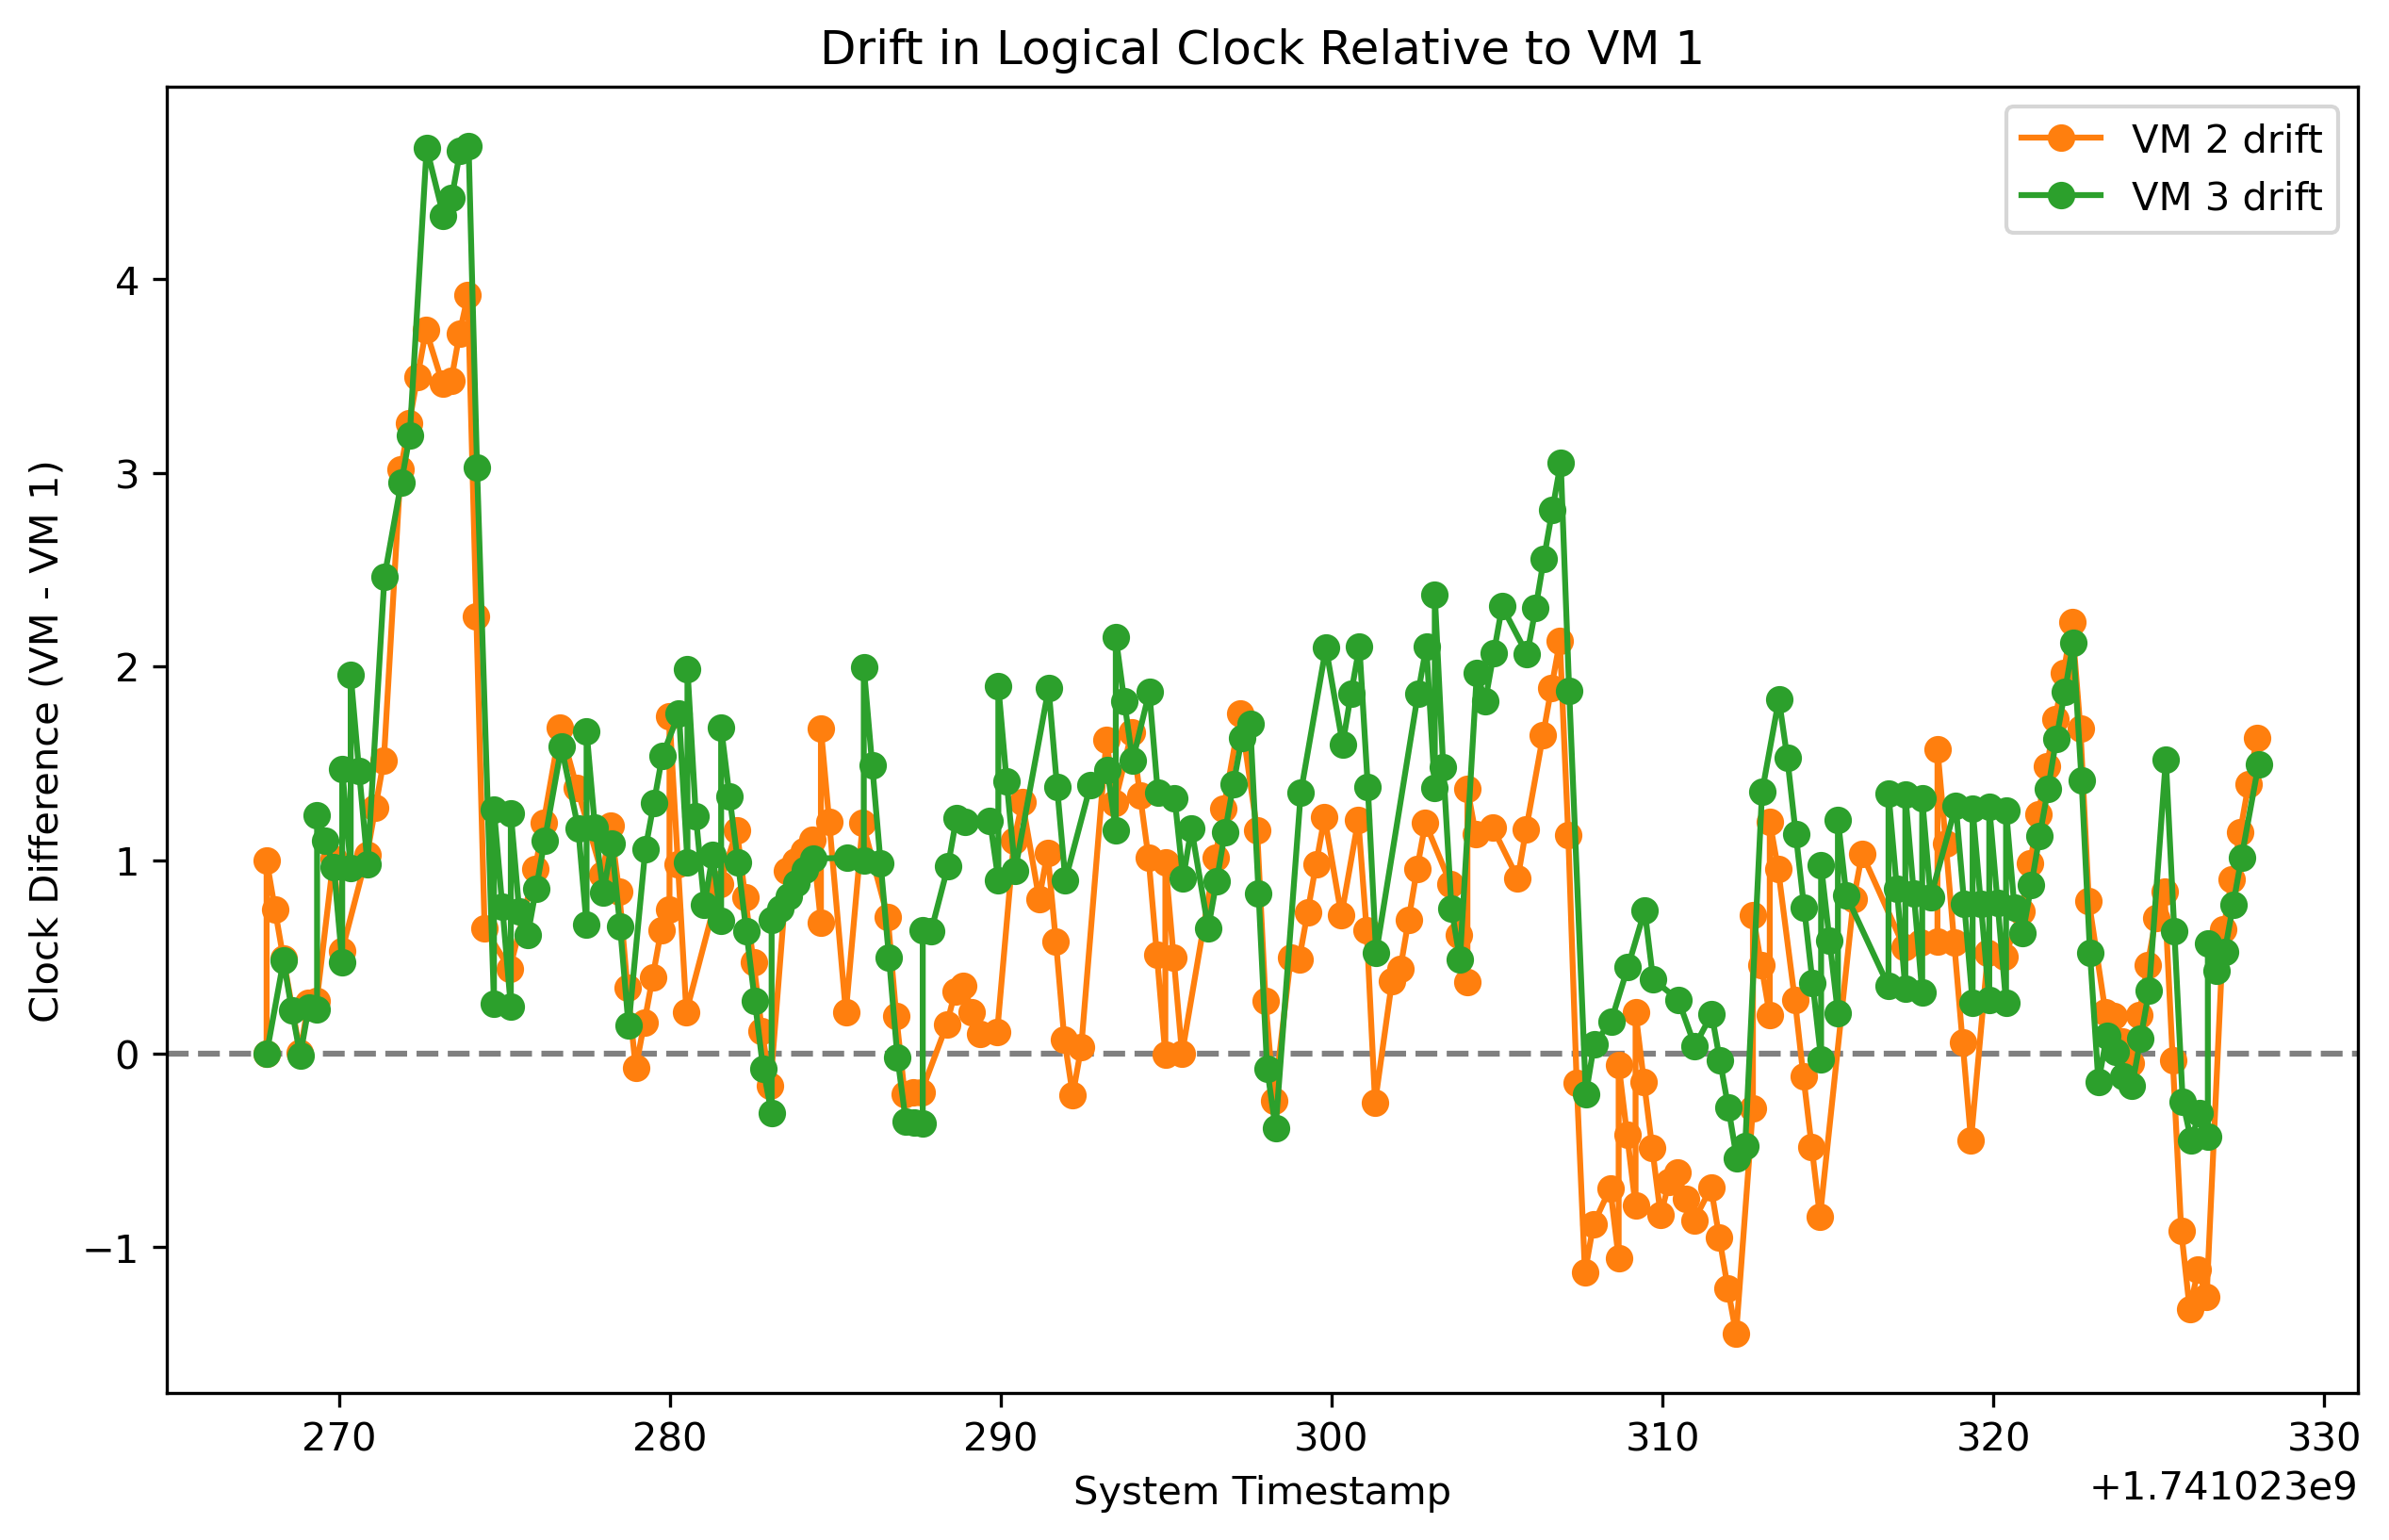 Drift in Logical Clock Relative to VM 1
VM 2 drift
VM 3 drift
Clock Difference (VM - VM 1)
4
3
2
1
0
−1
270 280 290 300 310 320 330
System Timestamp
+1.741023e9